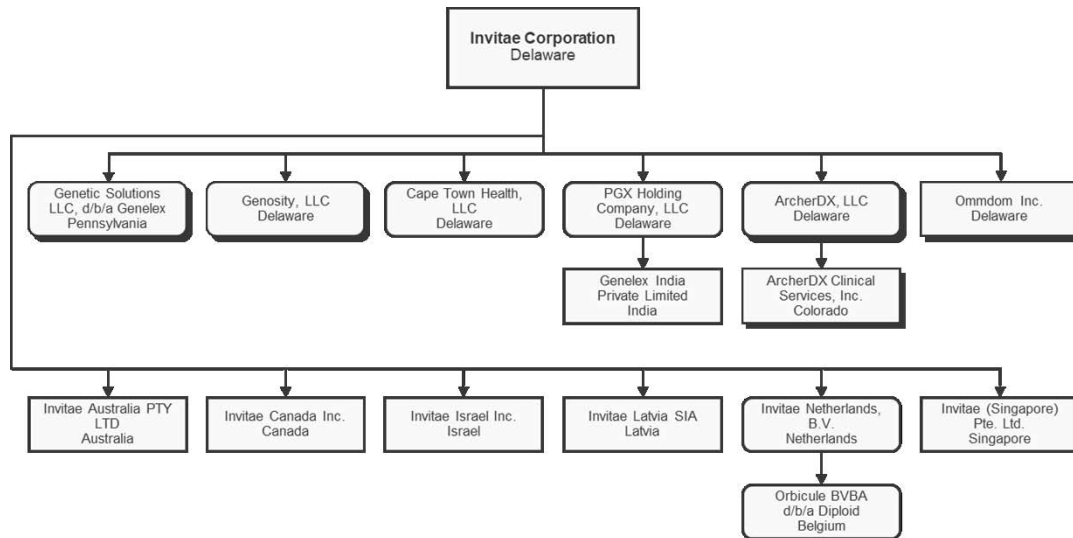 Invitae Corporation
Delaware
Genetic Solutions
LLC, d/b/a Genelex
Pennsylvania
Genosity, LLC
Delaware
Cape Town Health,
LLC
Delaware
PGX Holding
Company, LLC
Delaware
ArcherDX, LLC
Delaware
Ommdom Inc.
Delaware
Genelex India
Private Limited
India
ArcherDX Clinical
Services, Inc.
Colorado
Invitae Australia PTY
LTD
Australia
Invitae Canada Inc.
Canada
Invitae Israel Inc.
Israel
Invitae Latvia SIA
Latvia
Invitae Netherlands,
B.V.
Netherlands
Invitae (Singapore)
Pte. Ltd.
Singapore
Orbicule BVBA
d/b/a Diploid
Belgium